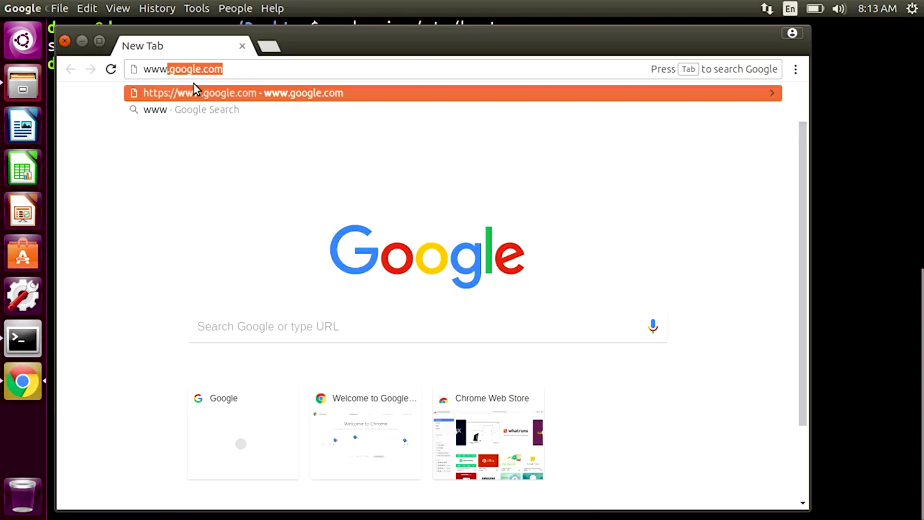 Google File Edit View History Tools People Help En 8:13 AM
New Tab
www.google.com Press Tab to search Google
https://www.google.com - www.google.com
www - Google Search
Google
Search Google or type URL
Google Welcome to Google... Chrome Web Store